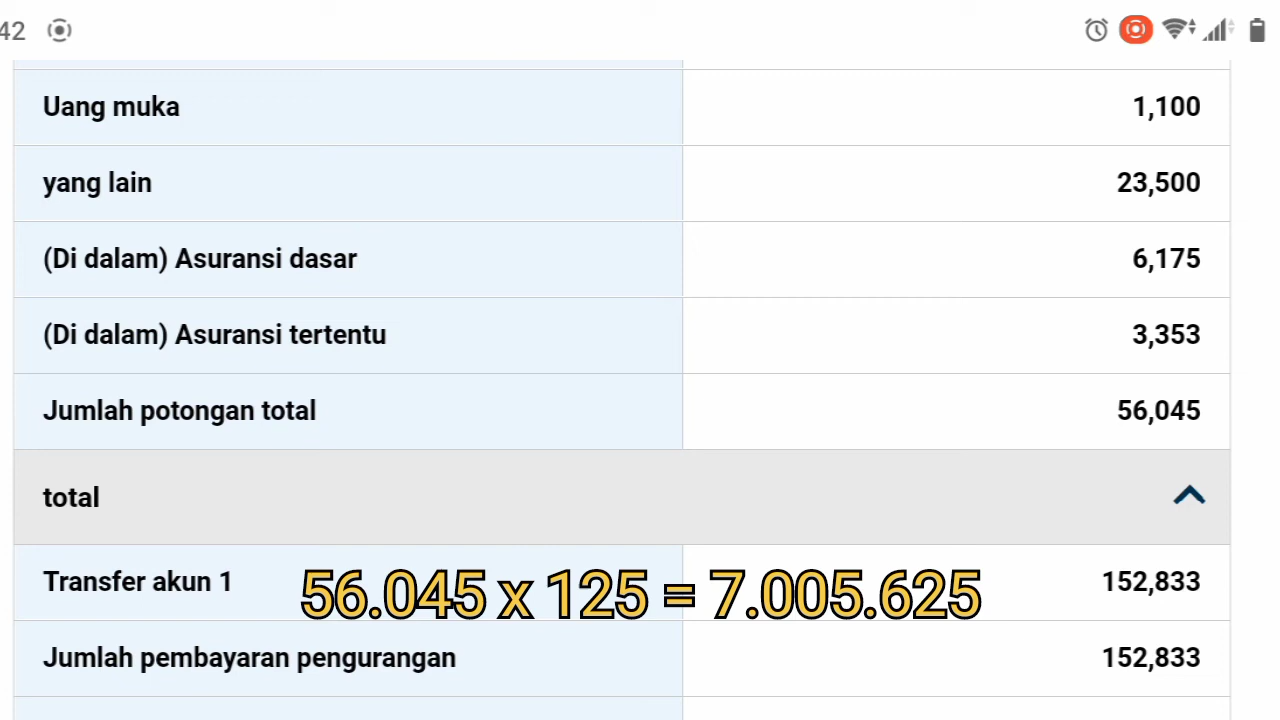 42
Uang muka 1,100
yang lain 23,500
(Di dalam) Asuransi dasar 6,175
(Di dalam) Asuransi tertentu 3,353
Jumlah potongan total 56,045
total
Transfer akun 1 152,833
56.045 x 125 = 7.005.625
Jumlah pembayaran pengurangan 152,833